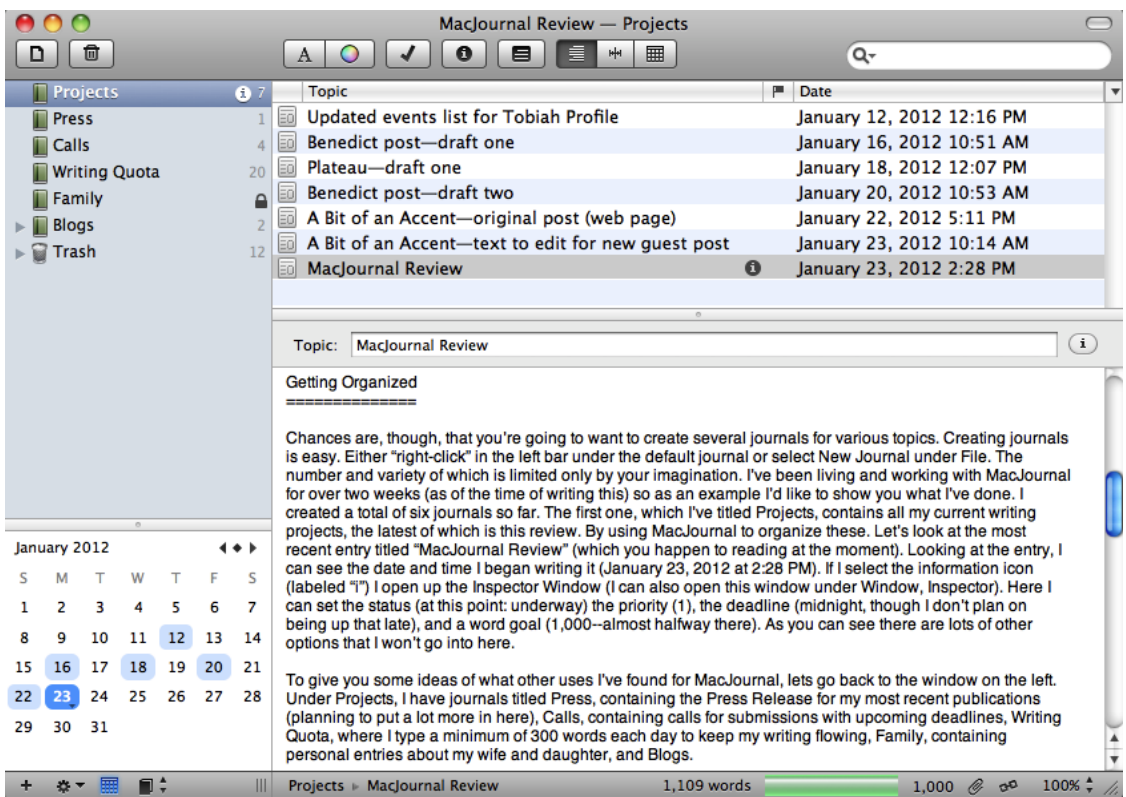 MacJournal Review — Projects
Projects 7
Press 1
Calls 4
Writing Quota 20
Family
Blogs 2
Trash 12
Topic Date
Updated events list for Tobiah Profile January 12, 2012 12:16 PM
Benedict post—draft one January 16, 2012 10:51 AM
Plateau—draft one January 18, 2012 12:07 PM
Benedict post—draft two January 20, 2012 10:53 AM
A Bit of an Accent—original post (web page) January 22, 2012 5:11 PM
A Bit of an Accent—text to edit for new guest post January 23, 2012 10:14 AM
MacJournal Review January 23, 2012 2:28 PM
Topic: MacJournal Review
Getting Organized
==============
Chances are, though, that you're going to want to create several journals for various topics. Creating journals
is easy. Either “right-click” in the left bar under the default journal or select New Journal under File. The
number and variety of which is limited only by your imagination. I've been living and working with MacJournal
for over two weeks (as of the time of writing this) so as an example I'd like to show you what I've done. I
created a total of six journals so far. The first one, which I've titled Projects, contains all my current writing
projects, the latest of which is this review. By using MacJournal to organize these. Let's look at the most
recent entry titled “MacJournal Review” (which you happen to reading at the moment). Looking at the entry, I
can see the date and time I began writing it (January 23, 2012 at 2:28 PM). If I select the information icon
(labeled “i”) I open up the Inspector Window (I can also open this window under Window, Inspector). Here I
can set the status (at this point: underway) the priority (1), the deadline (midnight, though I don't plan on
being up that late), and a word goal (1,000--almost halfway there). As you can see there are lots of other
options that I won't go into here.
To give you some ideas of what other uses I've found for MacJournal, lets go back to the window on the left.
Under Projects, I have journals titled Press, containing the Press Release for my most recent publications
(planning to put a lot more in here), Calls, containing calls for submissions with upcoming deadlines, Writing
Quota, where I type a minimum of 300 words each day to keep my writing flowing, Family, containing
personal entries about my wife and daughter, and Blogs.
January 2012
S M T W T F S
1 2 3 4 5 6 7
8 9 10 11 12 13 14
15 16 17 18 19 20 21
22 23 24 25 26 27 28
29 30 31
Projects MacJournal Review 1,109 words 1,000 100%